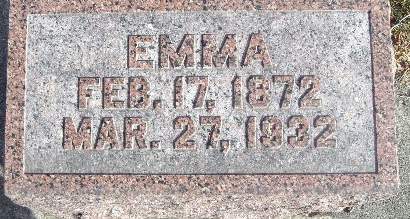 EMMA
FEB. 17, 1872
MAR. 27, 1932